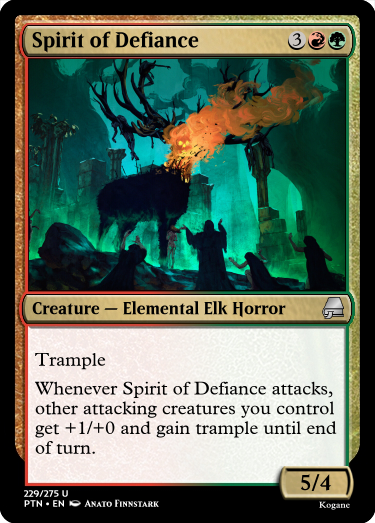 Spirit of Defiance 3
Creature — Elemental Elk Horror
Trample
Whenever Spirit of Defiance attacks,
other attacking creatures you control
get +1/+0 and gain trample until end
of turn.
5/4
229/275 U
PTN • EN Anato Finnstark
Kogane